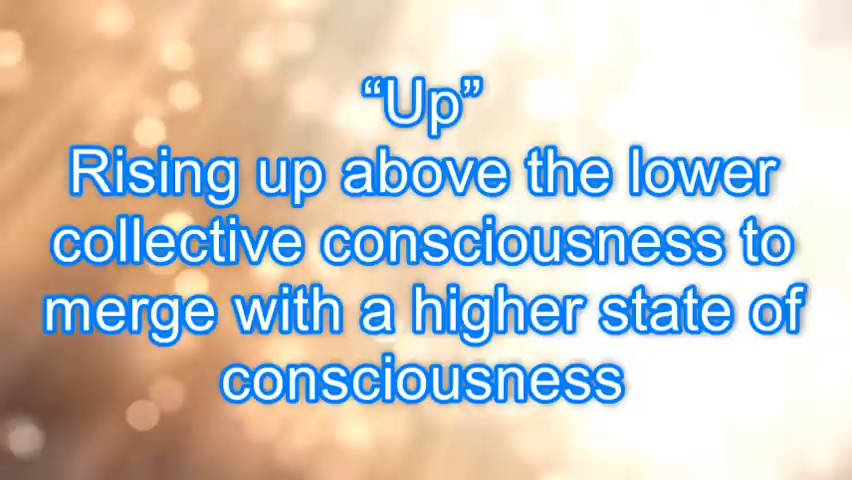 “Up”
Rising up above the lower
collective consciousness to
merge with a higher state of
consciousness